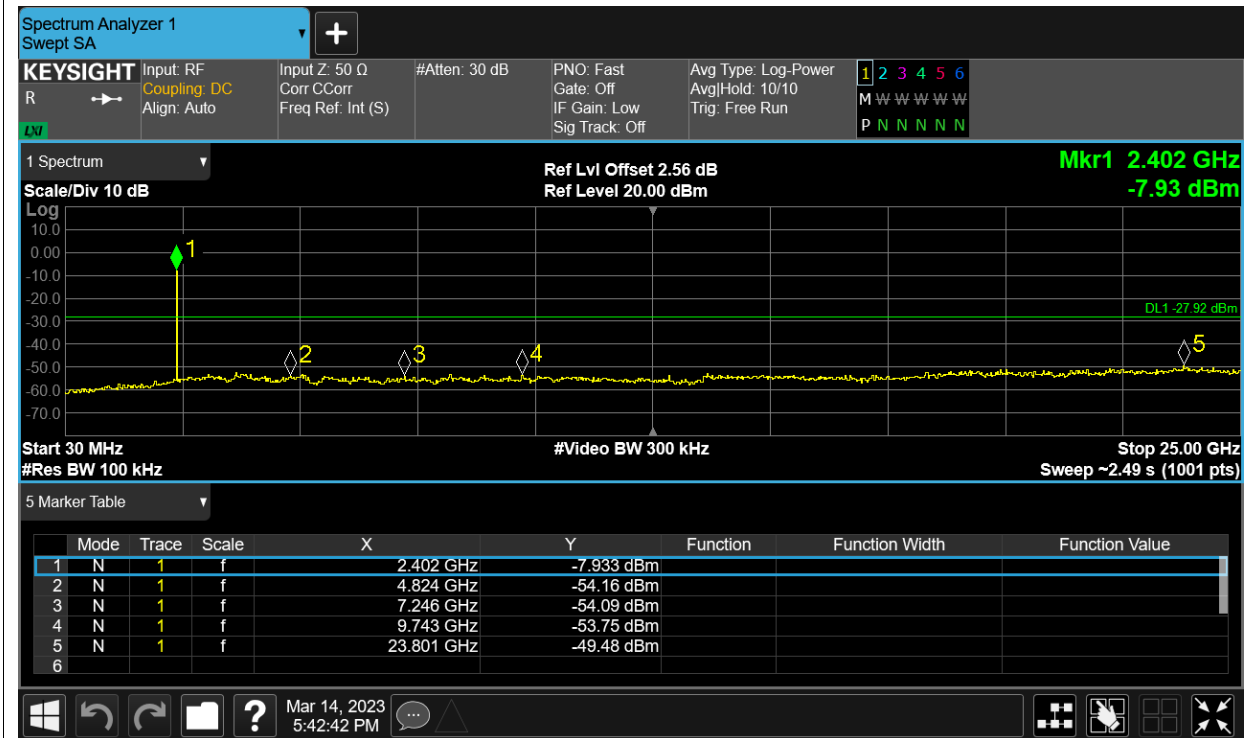 Spectrum Analyzer 1
Swept SA
KEYSIGHT
R
LXI
Input: RF
Coupling: DC
Align: Auto
Input Z: 50 Ω
Corr CCorr
Freq Ref: Int (S)
#Atten: 30 dB
PNO: Fast
Gate: Off
IF Gain: Low
Sig Track: Off
Avg Type: Log-Power
Avg|Hold: 10/10
Trig: Free Run
1 2 3 4 5 6
M W W W W W
P N N N N N
1 Spectrum
Scale/Div 10 dB
Ref Lvl Offset 2.56 dB
Ref Level 20.00 dBm
Mkr1 2.402 GHz
-7.93 dBm
Log
10.0
0.00
-10.0
-20.0
-30.0
-40.0
-50.0
-60.0
-70.0
1
2
3
4
5
DL1 -27.92 dBm
Start 30 MHz
#Res BW 100 kHz
#Video BW 300 kHz
Stop 25.00 GHz
Sweep ~2.49 s (1001 pts)
5 Marker Table
Mode Trace Scale X Y Function Function Width Function Value
1 N 1 f 2.402 GHz -7.933 dBm
2 N 1 f 4.824 GHz -54.16 dBm
3 N 1 f 7.246 GHz -54.09 dBm
4 N 1 f 9.743 GHz -53.75 dBm
5 N 1 f 23.801 GHz -49.48 dBm
6
?
Mar 14, 2023
5:42:42 PM